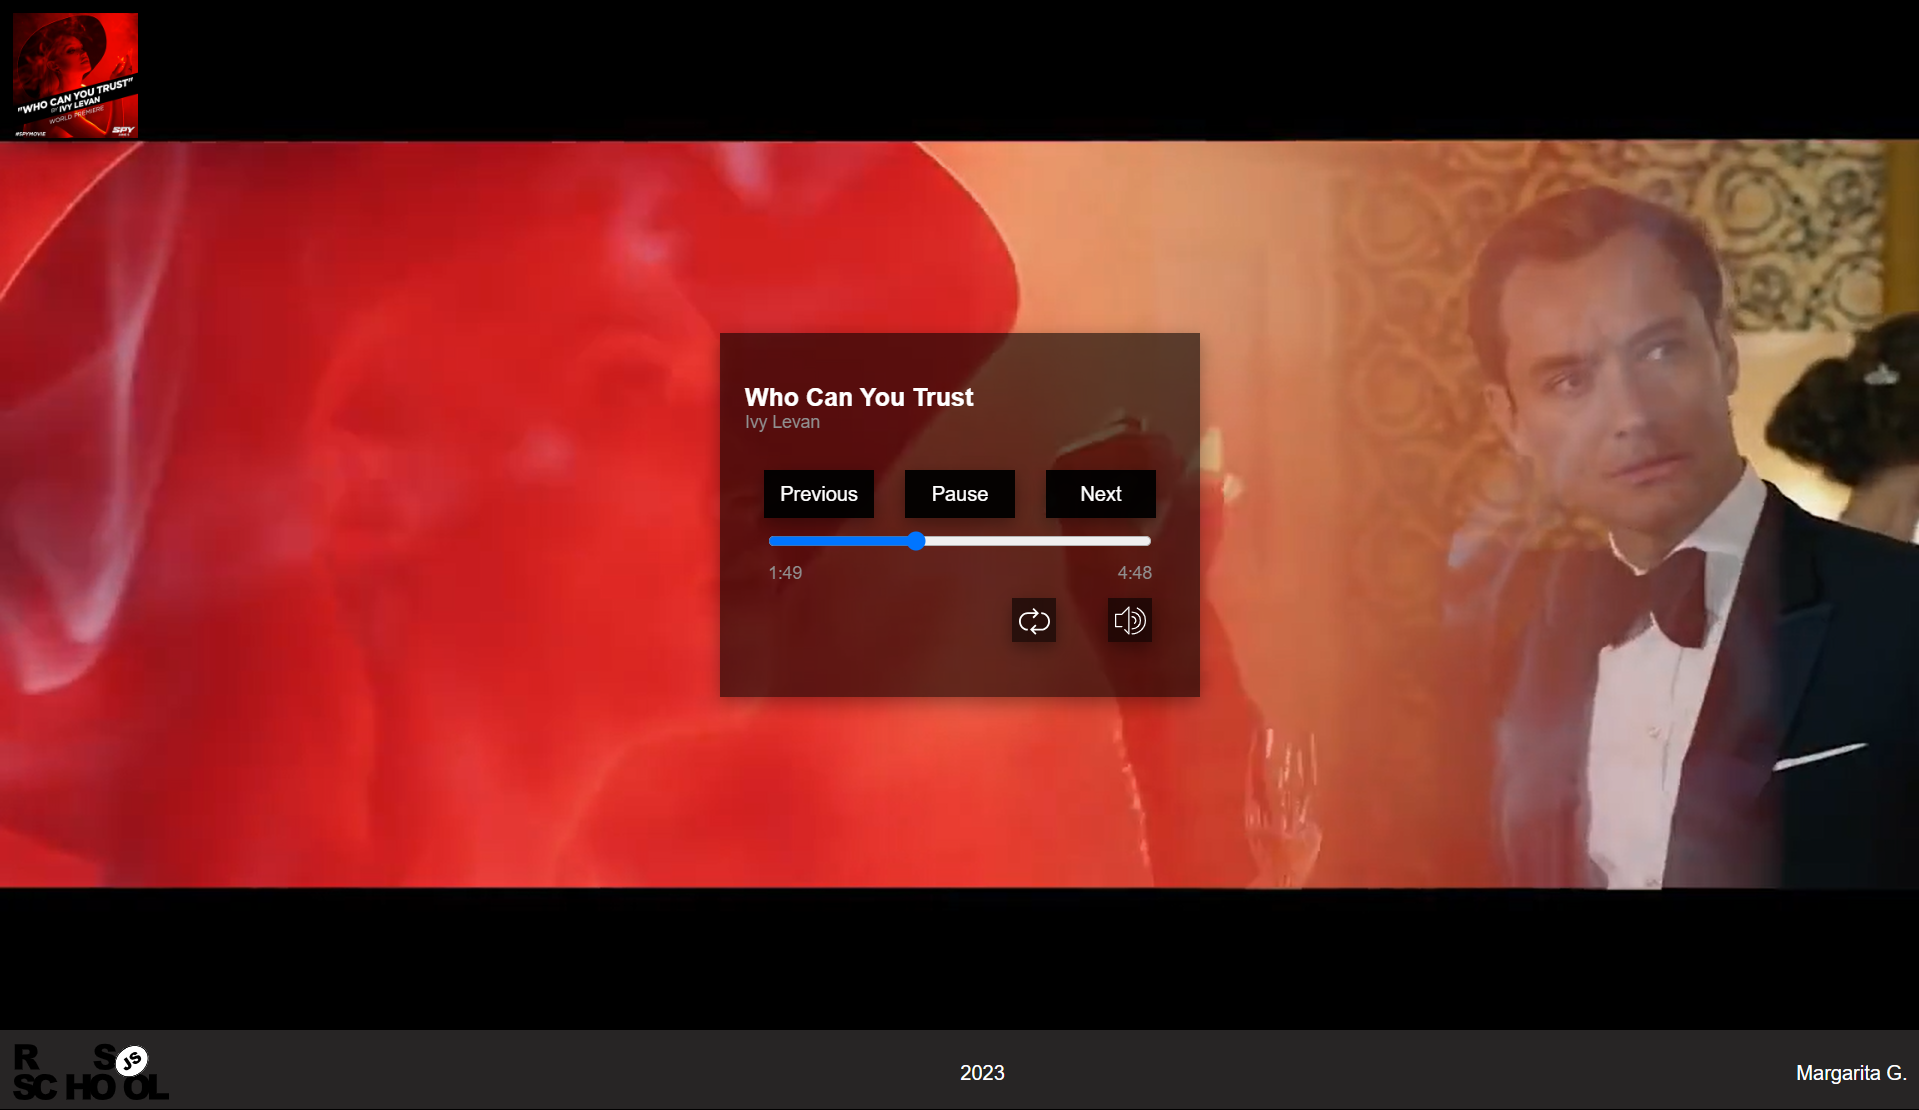 "WHO CAN YOU TRUST"
BY IVY LEVAN
WORLD PREMIERE
#SPYMOVIE
SPY
Who Can You Trust
Ivy Levan
Previous
Pause
Next
1:49
4:48
RS
JS
SCHOOL
2023
Margarita G.